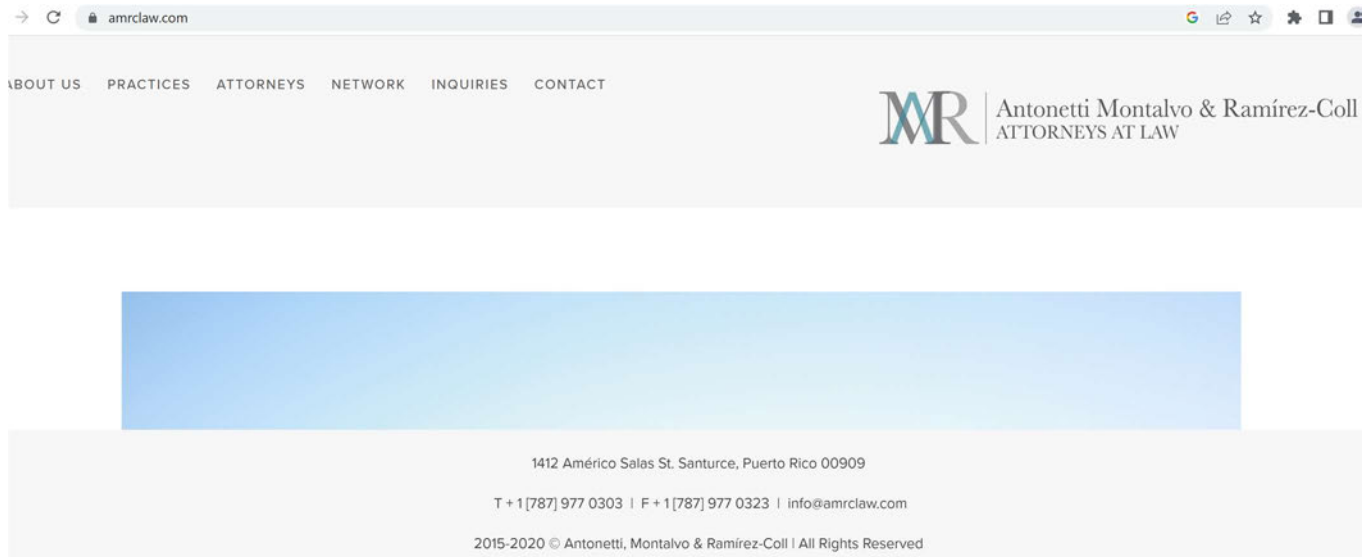 amrclaw.com
ABOUT US PRACTICES ATTORNEYS NETWORK INQUIRIES CONTACT
AMR
Antonetti Montalvo & Ramírez-Coll
ATTORNEYS AT LAW
1412 Américo Salas St. Santurce, Puerto Rico 00909
T + 1 [787] 977 0303 | F + 1 [787] 977 0323 | info@amrclaw.com
2015-2020 © Antonetti, Montalvo & Ramírez-Coll | All Rights Reserved